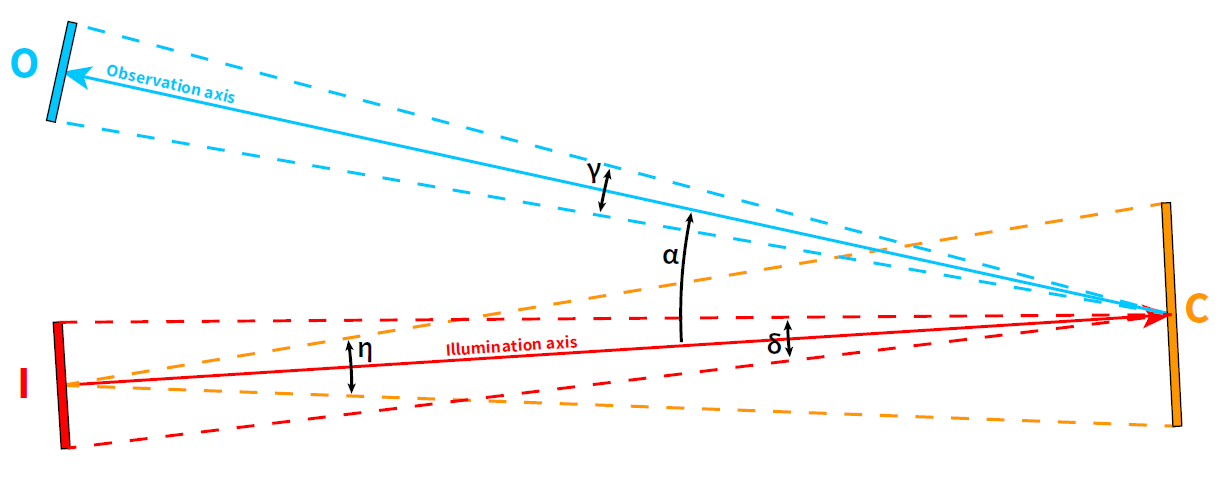 O
Observation axis
γ
α
C
Illumination axis
δ
η
I